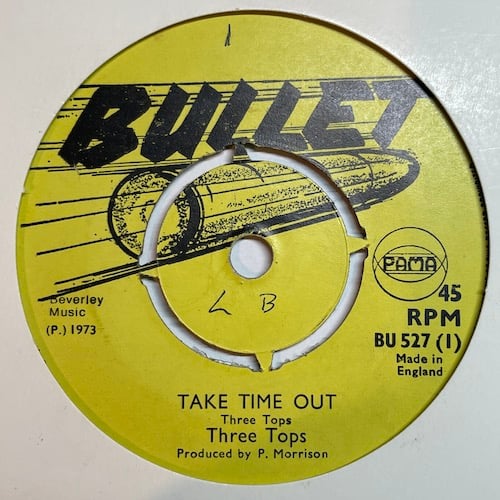 1
BULLET
PAMA
45
RPM
BU 527 (1)
Made in
England
Beverley
Music
(P.) 1973
L B
TAKE TIME OUT
Three Tops
Three Tops
Produced by P. Morrison